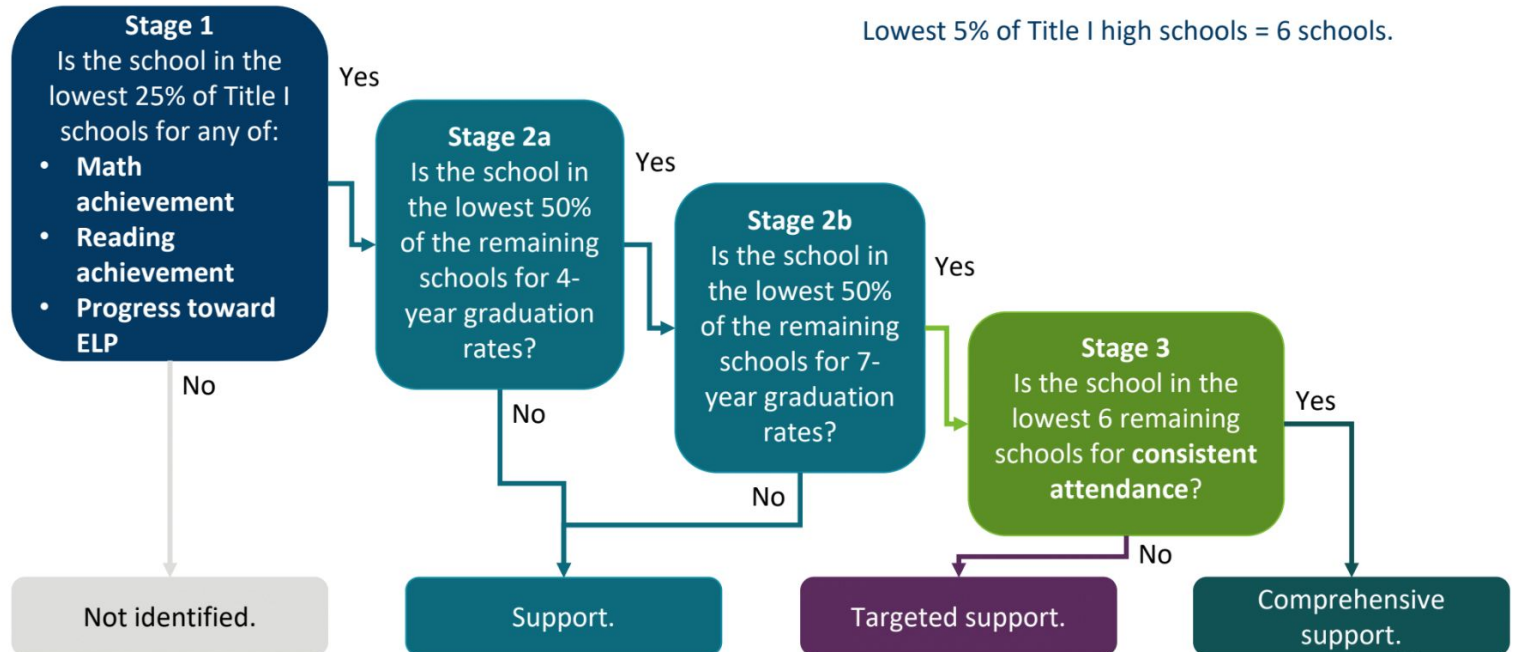 Lowest 5% of Title I high schools = 6 schools.
Stage 1
Is the school in the
lowest 25% of Title I
schools for any of:
• Math
achievement
• Reading
achievement
• Progress toward
ELP
Yes
No
Stage 2a
Is the school in
the lowest 50%
of the remaining
schools for 4-
year graduation
rates?
Yes
No
Stage 2b
Is the school in
the lowest 50%
of the remaining
schools for 7-
year graduation
rates?
Yes
No
Stage 3
Is the school in the
lowest 6 remaining
schools for consistent
attendance?
Yes
No
Not identified.
Support.
Targeted support.
Comprehensive
support.